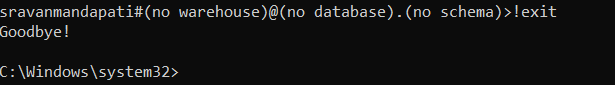 sravanmandapati#(no warehouse)@(no database).(no schema)>!exit
Goodbye!
C:\Windows\system32>